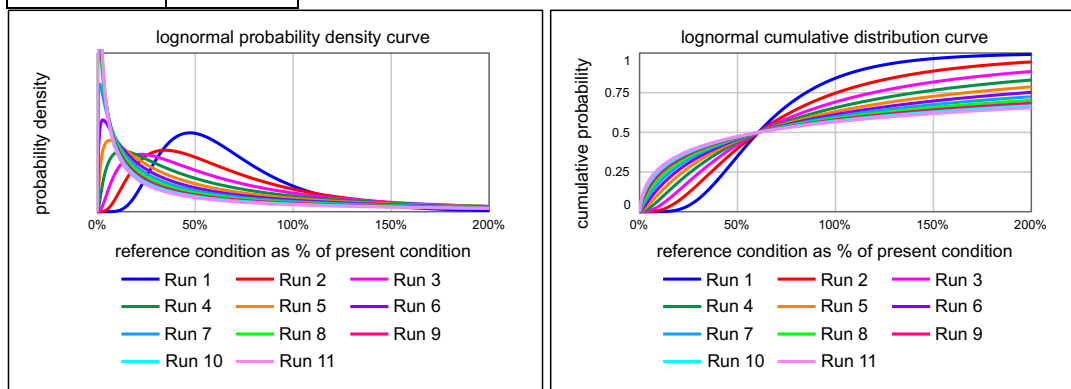 lognormal probability density curve
probability density
0% 50% 100% 150% 200%
reference condition as % of present condition
Run 1 Run 2 Run 3
Run 4 Run 5 Run 6
Run 7 Run 8 Run 9
Run 10 Run 11
lognormal cumulative distribution curve
cumulative probability
1
0.75
0.5
0.25
0
0% 50% 100% 150% 200%
reference condition as % of present condition
Run 1 Run 2 Run 3
Run 4 Run 5 Run 6
Run 7 Run 8 Run 9
Run 10 Run 11